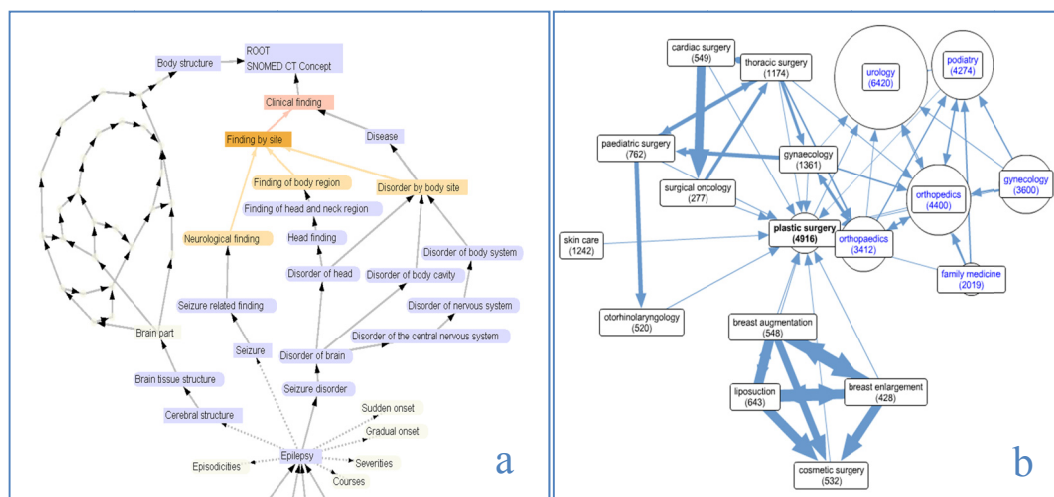 ROOT
SNOMED CT Concept
Body structure
Clinical finding
Finding by site
Disease
Finding of body region
Disorder by body site
Finding of head and neck region
Neurological finding
Head finding
Disorder of body system
Disorder of head
Disorder of body cavity
Seizure related finding
Disorder of nervous system
Brain part
Disorder of the central nervous system
Seizure
Disorder of brain
Brain tissue structure
Seizure disorder
Cerebral structure
Sudden onset
Gradual onset
Epilepsy
Episodicities
Severities
Courses
a
cardiac surgery
(549)
thoracic surgery
(1174)
urology
(6420)
podiatry
(4274)
paediatric surgery
(762)
gynaecology
(1361)
surgical oncology
(277)
gynecology
(3600)
orthopedics
(4400)
plastic surgery
(4916)
orthopaedics
(3412)
skin care
(1242)
family medicine
(2019)
otorhinolaryngology
(520)
breast augmentation
(548)
liposuction
(643)
breast enlargement
(428)
cosmetic surgery
(532)
b